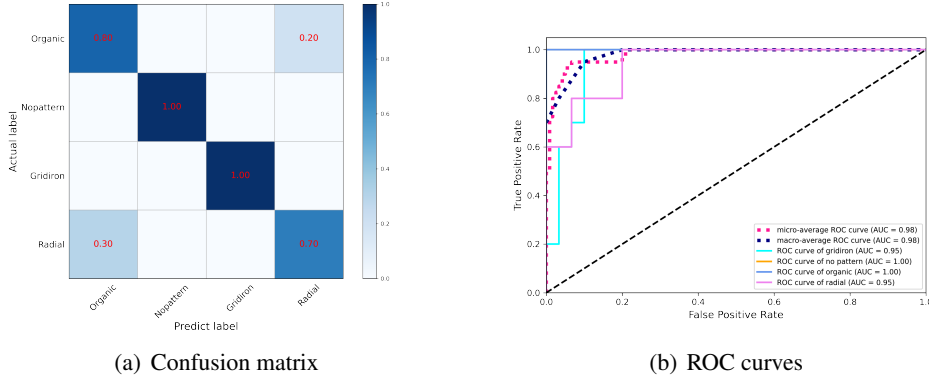 Organic
Nopattern
Gridiron
Radial
Actual label
0.80
0.20
1.00
1.00
0.30
0.70
Organic
Nopattern
Gridiron
Radial
Predict label
1.0
0.8
0.6
0.4
0.2
0.0
(a) Confusion matrix
True Positive Rate
1.0
0.8
0.6
0.4
0.2
0.0
0.0 0.2 0.4 0.6 0.8 1.0
False Positive Rate
micro-average ROC curve (AUC = 0.98)
macro-average ROC curve (AUC = 0.98)
ROC curve of gridiron (AUC = 0.95)
ROC curve of no pattern (AUC = 1.00)
ROC curve of organic (AUC = 1.00)
ROC curve of radial (AUC = 0.95)
(b) ROC curves